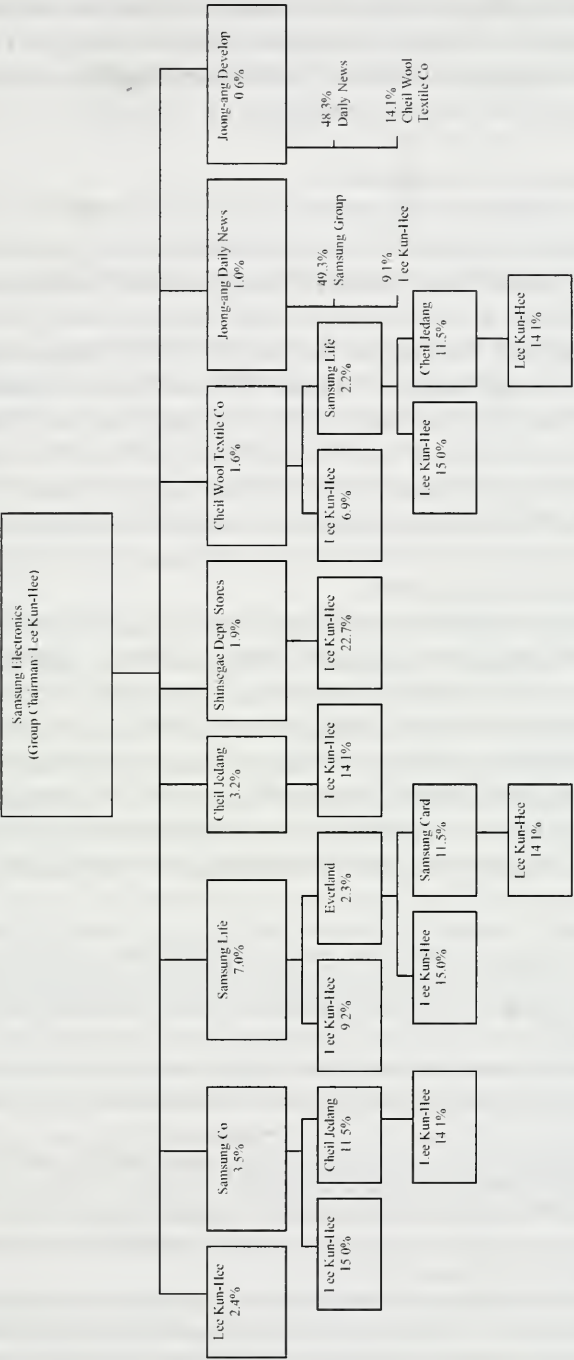 Samsung Electronics
(Group Chairman: Lee Kun-Hee)
Lee Kun-Hee
2.4%
Samsung Co
3.5%
Samsung Life
7.0%
Cheil Jedang
3.2%
Shinsegae Dept. Stores
1.9%
Cheil Wool Textile Co
1.6%
Joong-ang Daily News
1.0%
Joong-ang Develop
0.6%
Lee Kun-Hee
15.0%
Cheil Jedang
11.5%
Lee Kun-Hee
9.2%
Everland
2.3%
Lee Kun-Hee
14.1%
Lee Kun-Hee
22.7%
Lee Kun-Hee
6.9%
Samsung Life
2.2%
49.3%
Samsung Group
9.1%
Lee Kun-Hee
48.3%
Daily News
14.1%
Cheil Wool
Textile Co
Lee Kun-Hee
14.1%
Lee Kun-Hee
15.0%
Samsung Card
11.5%
Lee Kun-Hee
15.0%
Cheil Jedang
11.5%
Lee Kun-Hee
14.1%
Lee Kun-Hee
14.1%